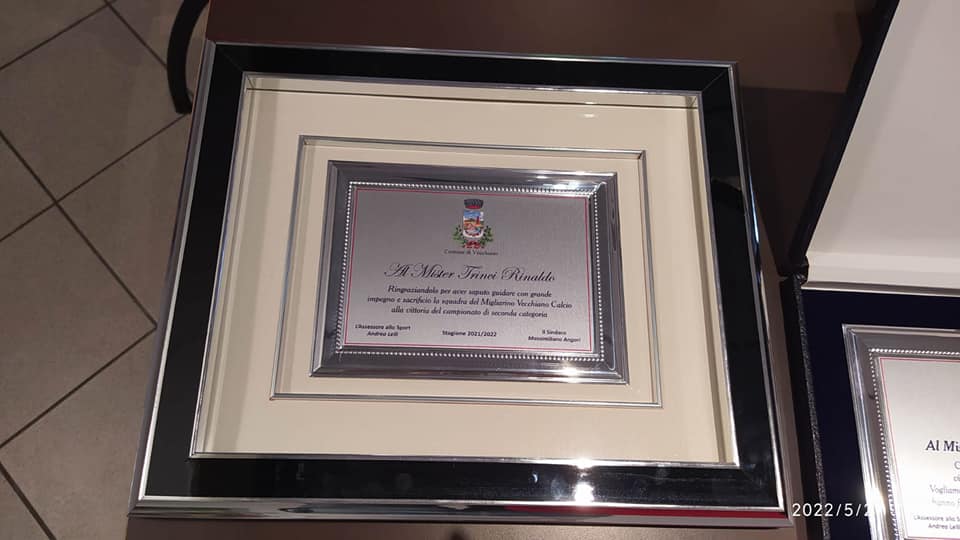 Comune di Vecchiano
Al Mister Trinci Rinaldo
Ringraziandolo per aver saputo guidare con grande
impegno e sacrificio la squadra del Migliarino Vecchiano Calcio
alla vittoria del campionato di seconda categoria
L'Assessore allo Sport
Andrea Lelli
Stagione 2021/2022
Il Sindaco
Massimiliano Angori
Al
Vogliam
hanno
L'Assessore allo
Andrea Lelli
2022/5/2